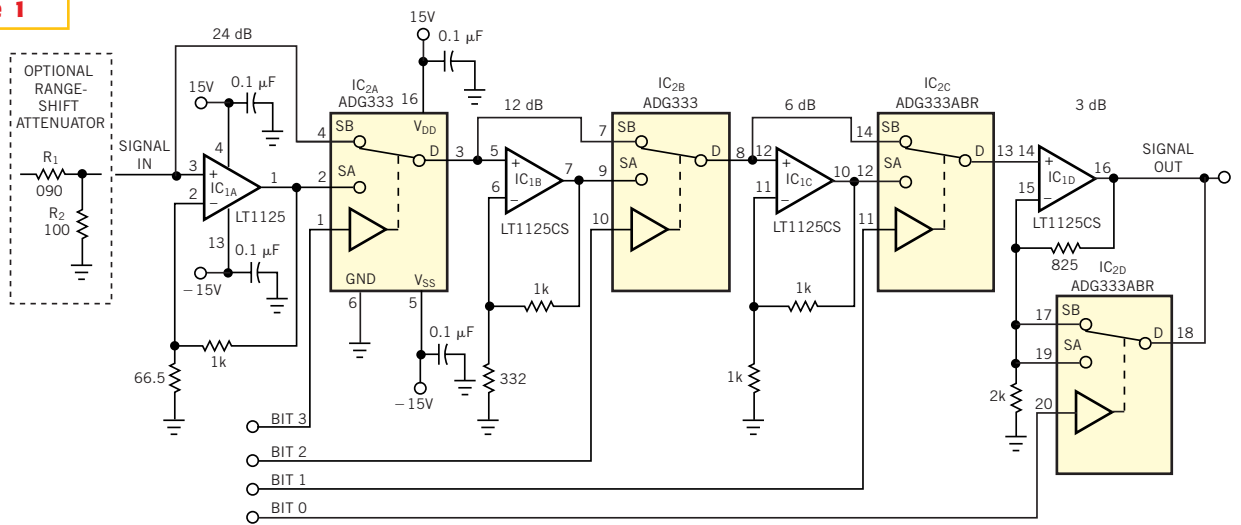 e 1
OPTIONAL
RANGE-
SHIFT
ATTENUATOR
R1
090
R2
100
SIGNAL
IN
24 dB
15V
0.1 µF
4
3
+
2
−
IC1A
1
LT1125
13
0.1 µF
−15V
1k
66.5
15V
0.1 µF
IC2A
ADG333
16
VDD
4
SB
D
3
2
SA
1
GND
VSS
6
5
0.1 µF
−15V
12 dB
5
+
6
−
IC1B
7
LT1125CS
1k
332
IC2B
ADG333
7
SB
9
SA
D
8
10
6 dB
12
+
11
−
IC1C
10
LT1125CS
1k
1k
IC2C
ADG333ABR
14
SB
12
SA
D
13
11
3 dB
14
+
15
−
IC1D
16
LT1125CS
SIGNAL
OUT
825
IC2D
ADG333ABR
17
SB
D
18
19
SA
20
2k
BIT 3
BIT 2
BIT 1
BIT 0